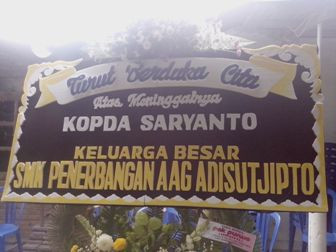 Turut Berduka Cita
Atas Meninggalnya
KOPDA SARYANTO
KELUARGA BESAR
SMK PENERBANGAN AAG ADISUTJIPTO